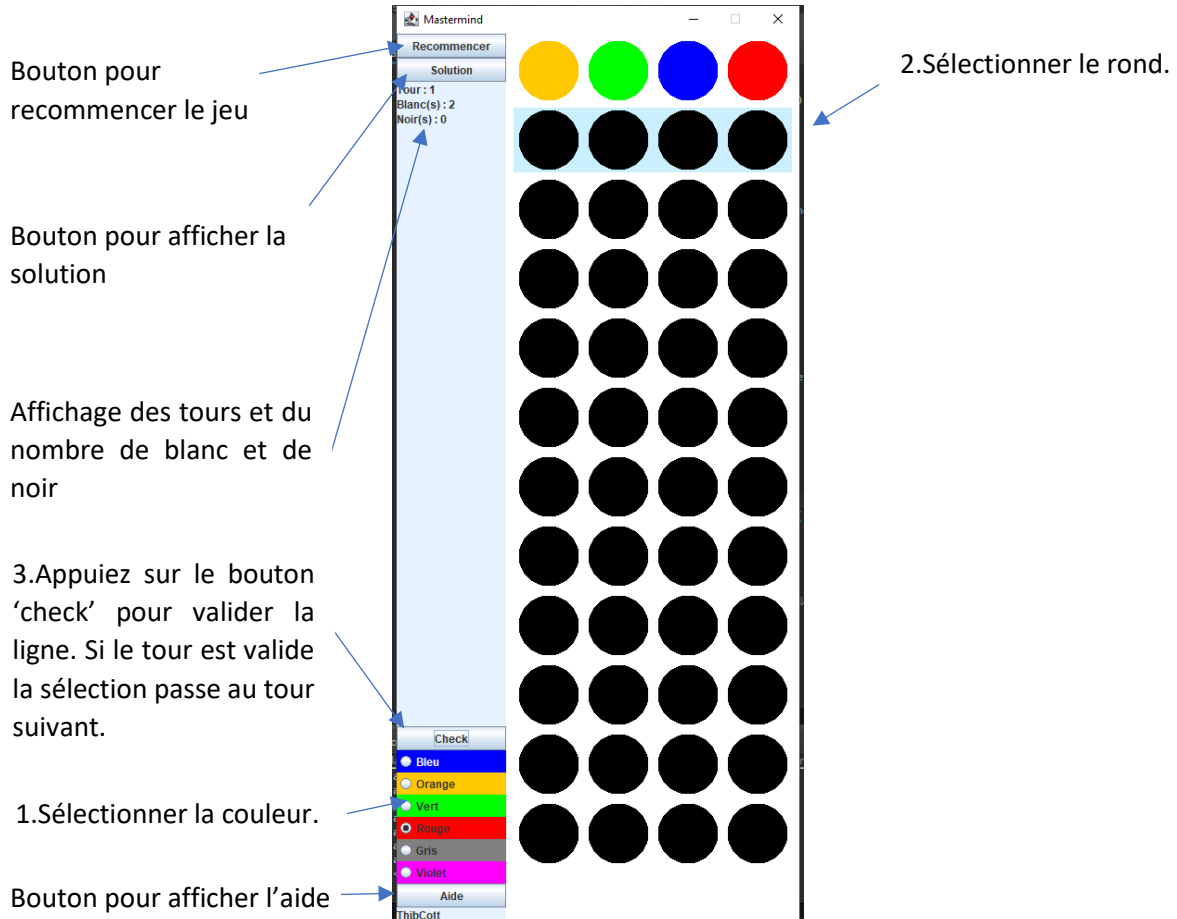 Mastermind
Recommencer
Solution
Tour : 1
Blanc(s) : 2
Noir(s) : 0
Bouton pour
recommencer le jeu
2.Sélectionner le rond.
Bouton pour afficher la
solution
Affichage des tours et du
nombre de blanc et de
noir
3.Appuiez sur le bouton
‘check’ pour valider la
ligne. Si le tour est valide
la sélection passe au tour
suivant.
Check
Bleu
Orange
Vert
Rouge
Gris
Violet
1.Sélectionner la couleur.
Bouton pour afficher l’aide
Aide
ThibCott